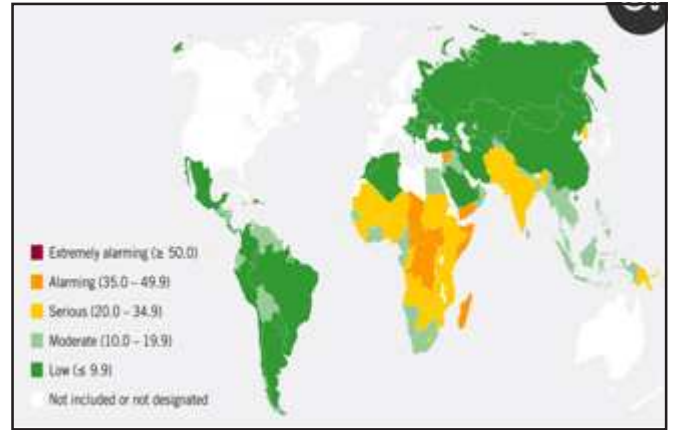 Extremely alarming (≥ 50.0)
Alarming (35.0 – 49.9)
Serious (20.0 – 34.9)
Moderate (10.0 – 19.9)
Low (≤ 9.9)
Not included or not designated